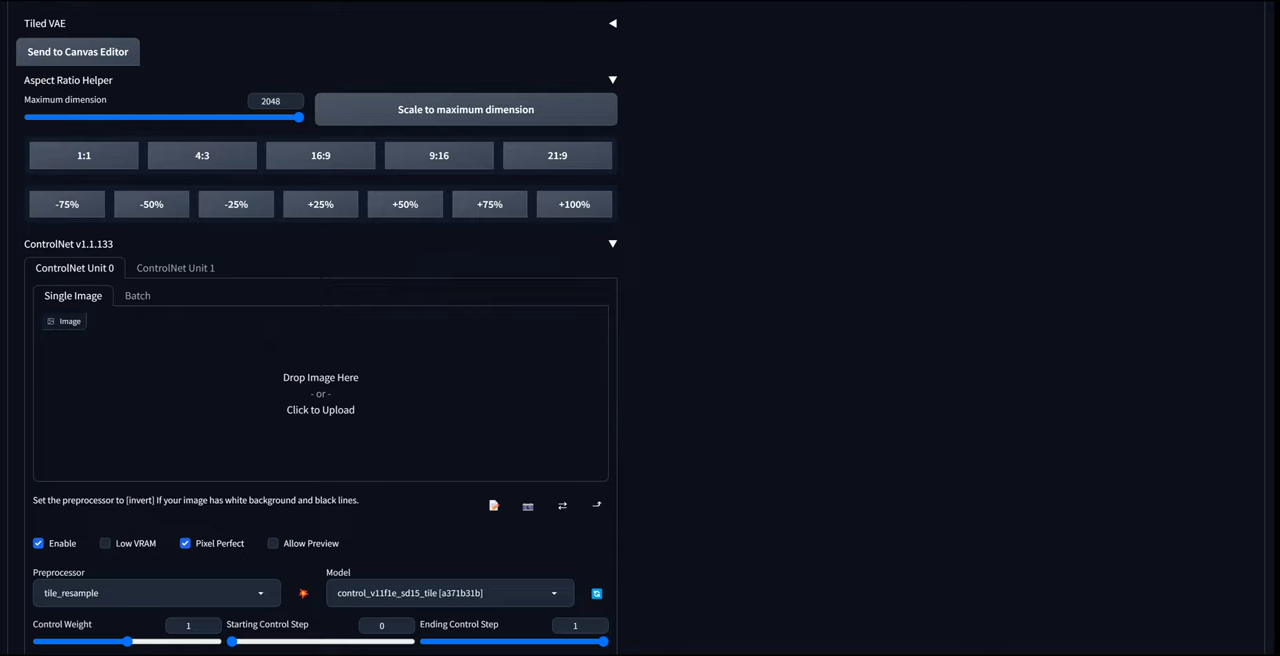 Tiled VAE
Send to Canvas Editor
Aspect Ratio Helper
Maximum dimension
2048
Scale to maximum dimension
1:1 4:3 16:9 9:16 21:9
-75% -50% -25% +25% +50% +75% +100%
ControlNet v1.1.133
ControlNet Unit 0 ControlNet Unit 1
Single Image Batch
Image
Drop Image Here
- or -
Click to Upload
Set the preprocessor to [invert] If your image has white background and black lines.
Enable Low VRAM Pixel Perfect Allow Preview
Preprocessor Model
tile_resample control_v11f1e_sd15_tile [a371b31b]
Control Weight 1 Starting Control Step 0 Ending Control Step 1